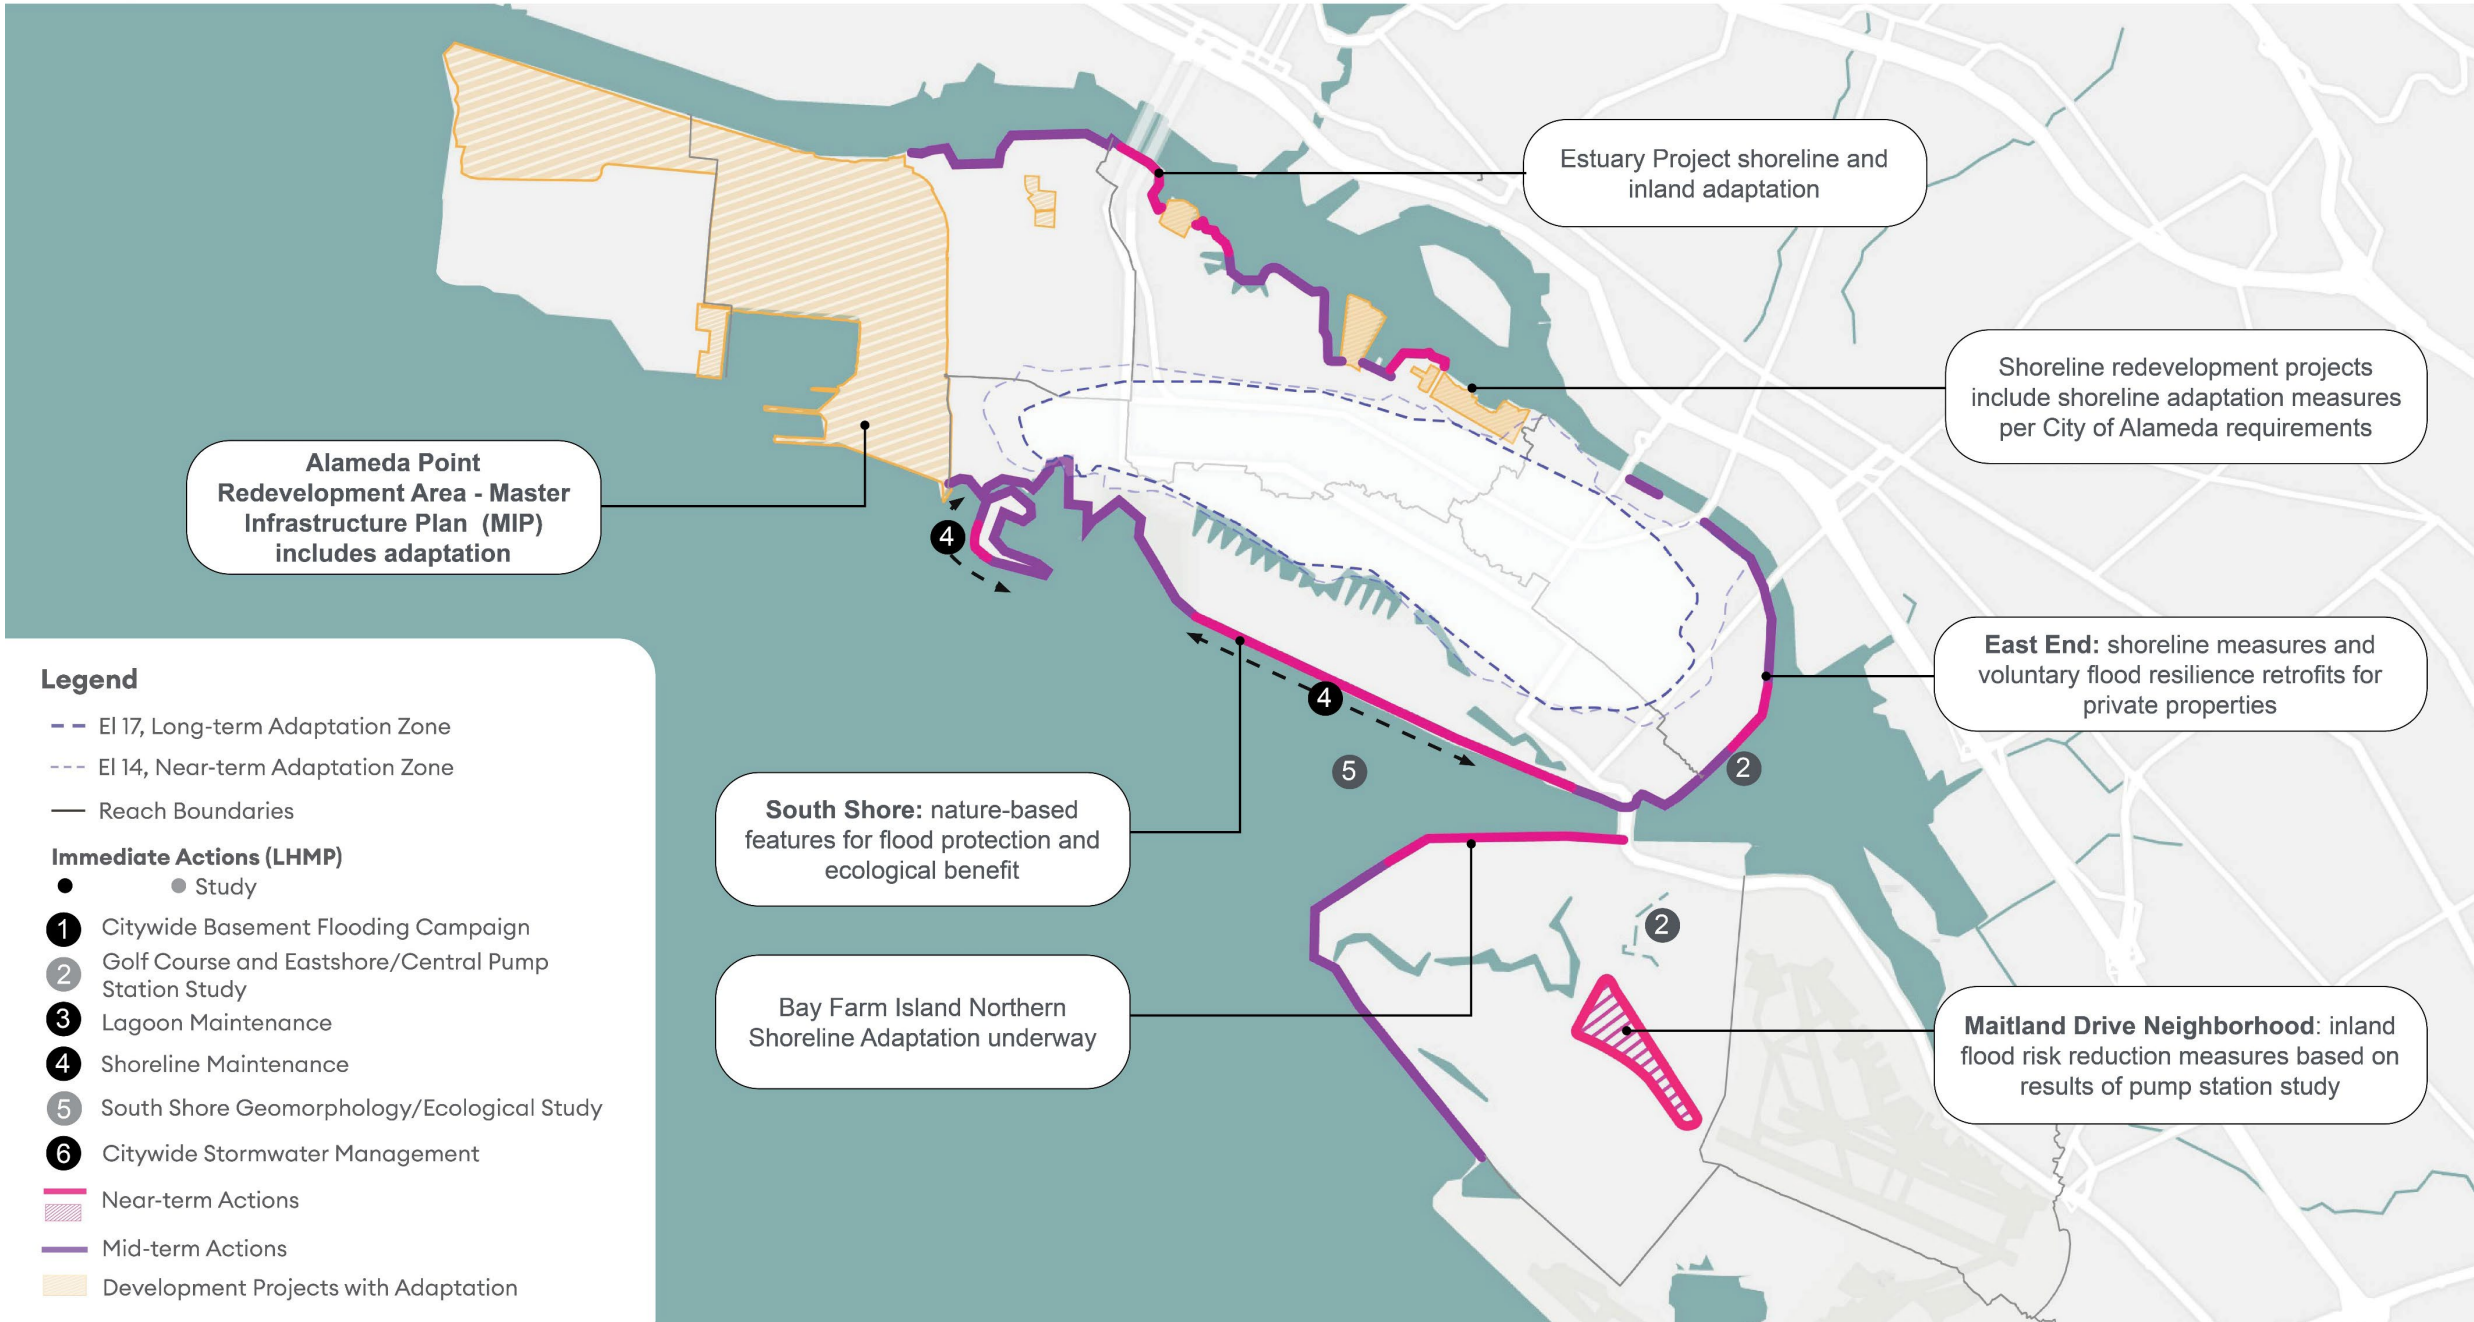 Estuary Project shoreline and
inland adaptation
Shoreline redevelopment projects
include shoreline adaptation measures
per City of Alameda requirements
Alameda Point
Redevelopment Area - Master
Infrastructure Plan (MIP)
includes adaptation
4
East End: shoreline measures and
voluntary flood resilience retrofits for
private properties
4
5
2
South Shore: nature-based
features for flood protection and
ecological benefit
2
Bay Farm Island Northern
Shoreline Adaptation underway
Maitland Drive Neighborhood: inland
flood risk reduction measures based on
results of pump station study
Legend
El 17, Long-term Adaptation Zone
El 14, Near-term Adaptation Zone
Reach Boundaries
Immediate Actions (LHMP)
Study
1 Citywide Basement Flooding Campaign
2 Golf Course and Eastshore/Central Pump
Station Study
3 Lagoon Maintenance
4 Shoreline Maintenance
5 South Shore Geomorphology/Ecological Study
6 Citywide Stormwater Management
Near-term Actions
Mid-term Actions
Development Projects with Adaptation